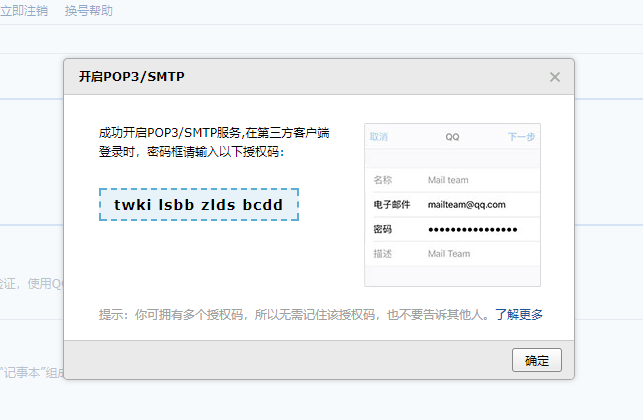 立即注销 换号帮助
开启POP3/SMTP
成功开启POP3/SMTP服务,在第三方客户端
登录时，密码框请输入以下授权码：
twki lsbb zlds bcdd
取消 QQ 下一步
名称 Mail team
电子邮件 mailteam@qq.com
密码 ••••••••••••••••
描述 Mail Team
验证，使用QQ
提示：你可拥有多个授权码，所以无需记住该授权码，也不要告诉其他人。了解更多
确定
“记事本”组成